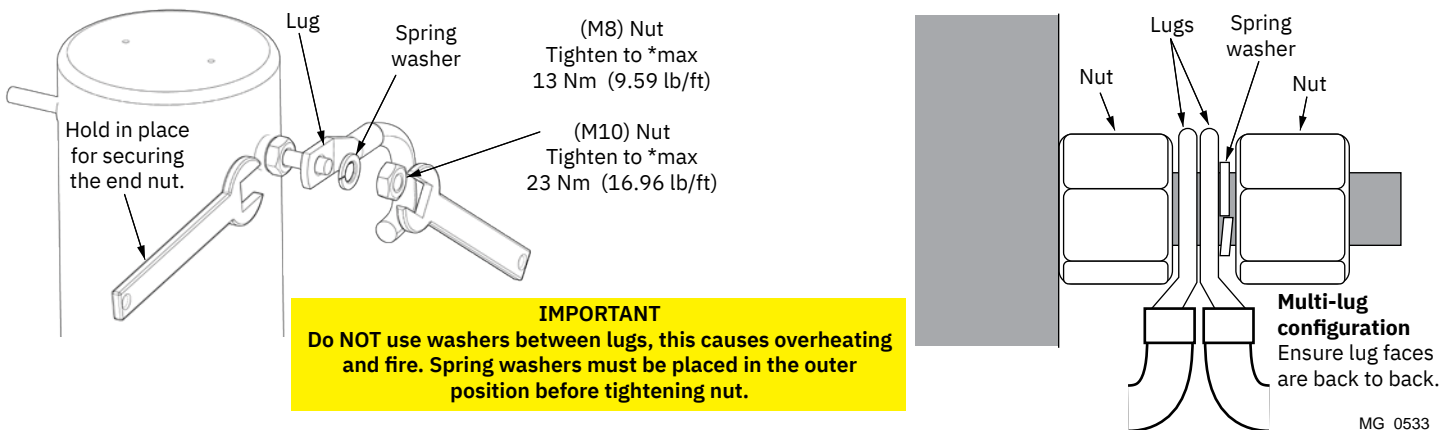 Lug
Spring
washer
(M8) Nut
Tighten to *max
13 Nm (9.59 lb/ft)
(M10) Nut
Tighten to *max
23 Nm (16.96 lb/ft)
Hold in place
for securing
the end nut.
IMPORTANT
Do NOT use washers between lugs, this causes overheating
and fire. Spring washers must be placed in the outer
position before tightening nut.
Lugs
Spring
washer
Nut
Nut
Multi-lug
configuration
Ensure lug faces
are back to back.
MG_0533